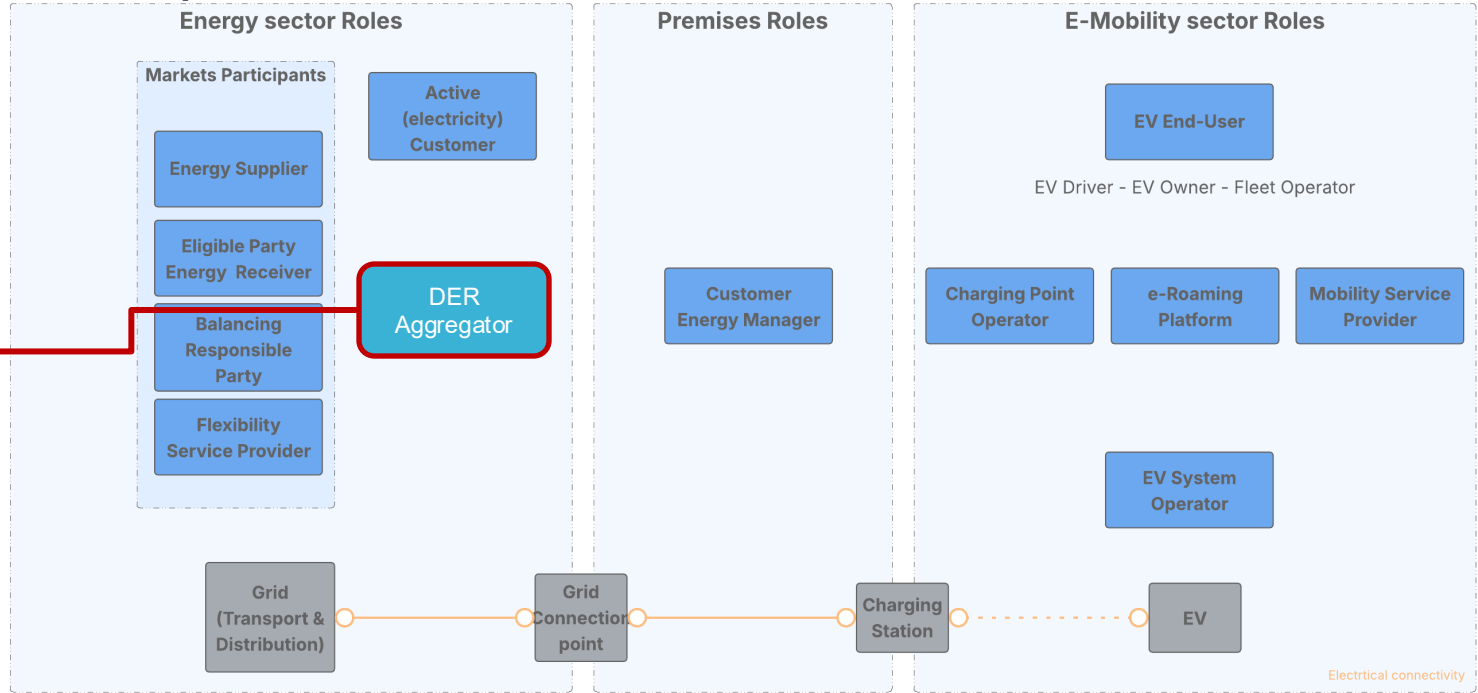 Energy sector Roles
Premises Roles
E-Mobility sector Roles
Markets Participants
Active
(electricity)
Customer
EV End-User
Energy Supplier
EV Driver - EV Owner - Fleet Operator
Eligible Party
Energy Receiver
DER
Aggregator
Customer
Energy Manager
Charging Point
Operator
e-Roaming
Platform
Mobility Service
Provider
Balancing
Responsible
Party
Flexibility
Service Provider
EV System
Operator
Grid
(Transport &
Distribution)
Grid
Connection
point
Charging
Station
EV
Electrtical connectivity